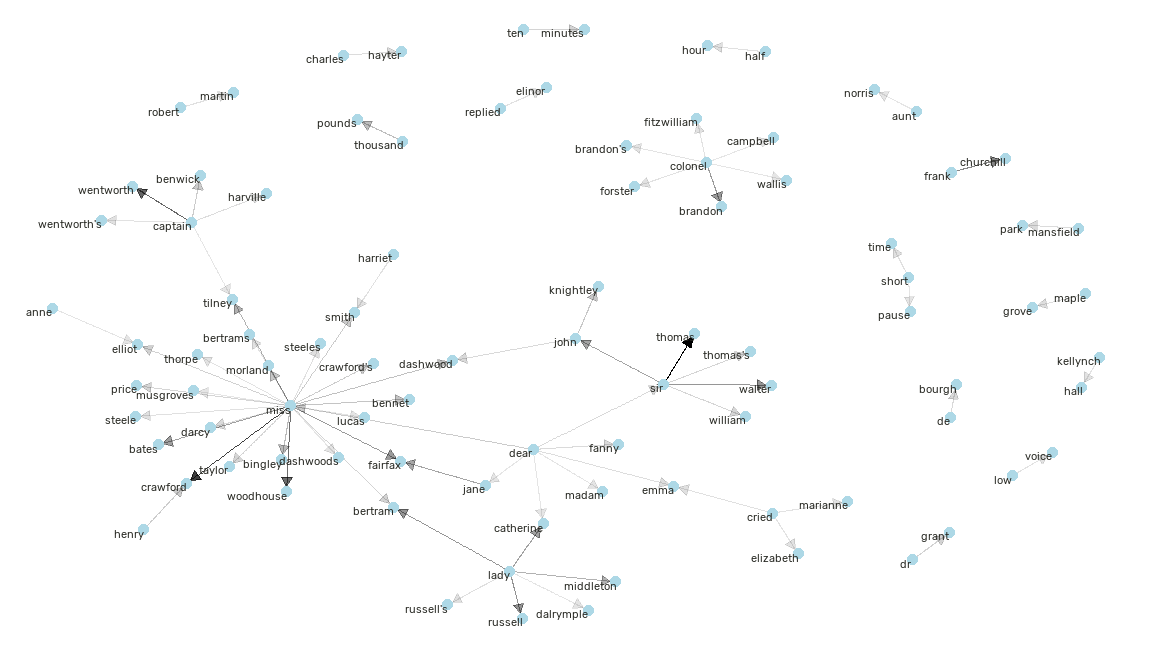 ten
minutes
hour
half
charles
hayter
robert
martin
replied
elinor
norris
aunt
pounds
thousand
fitzwilliam
brandon's
campbell
colonel
forster
wallis
brandon
frank
churchill
wentworth
benwick
harville
wentworth's
captain
park
mansfield
time
short
pause
harriet
knightley
maple
grove
tilney
smith
anne
bertrams
steeles
john
thomas
thomas's
elliot
thorpe
morland
crawford's
dashwood
kellynch
hall
price
musgroves
miss
bennet
sir
walter
bourgh
de
steele
lucas
william
darcy
bates
taylor
bingley
dashwoods
fairfax
dear
fanny
voice
low
crawford
woodhouse
jane
madam
emma
marianne
cried
henry
bertram
catherine
elizabeth
grant
dr
lady
middleton
russell's
russell
dalrymple